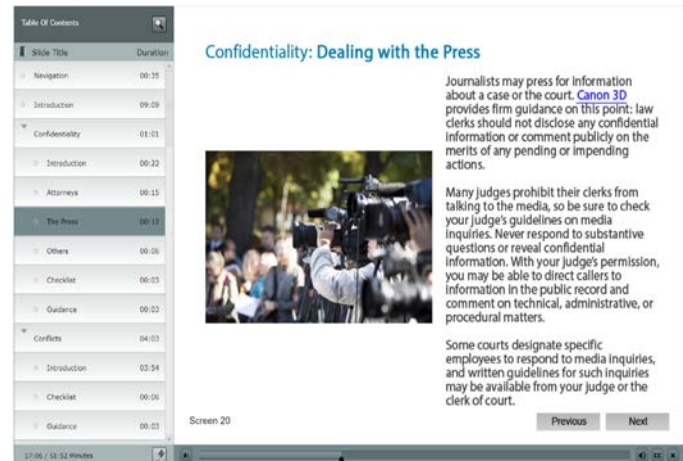 Table Of Contents
Slide Title Duration
Navigation 00:35
Introduction 09:09
Confidentiality 01:01
Introduction 00:22
Attorneys 00:15
The Press 00:12
Others 00:06
Checklist 00:03
Guidance 00:03
Conflicts 04:03
Introduction 03:54
Checklist 00:06
Guidance 00:03
17:06 / 51:52 Minutes
Confidentiality: Dealing with the Press
Journalists may press for information
about a case or the court. Canon 3D
provides firm guidance on this point: law
clerks should not disclose any confidential
information or comment publicly on the
merits of any pending or impending
actions.
Many judges prohibit their clerks from
talking to the media, so be sure to check
your judge's guidelines on media
inquiries. Never respond to substantive
questions or reveal confidential
information. With your judge's permission,
you may be able to direct callers to
information in the public record and
comment on technical, administrative, or
procedural matters.
Some courts designate specific
employees to respond to media inquiries,
and written guidelines for such inquiries
may be available from your judge or the
clerk of court.
Screen 20
Previous Next